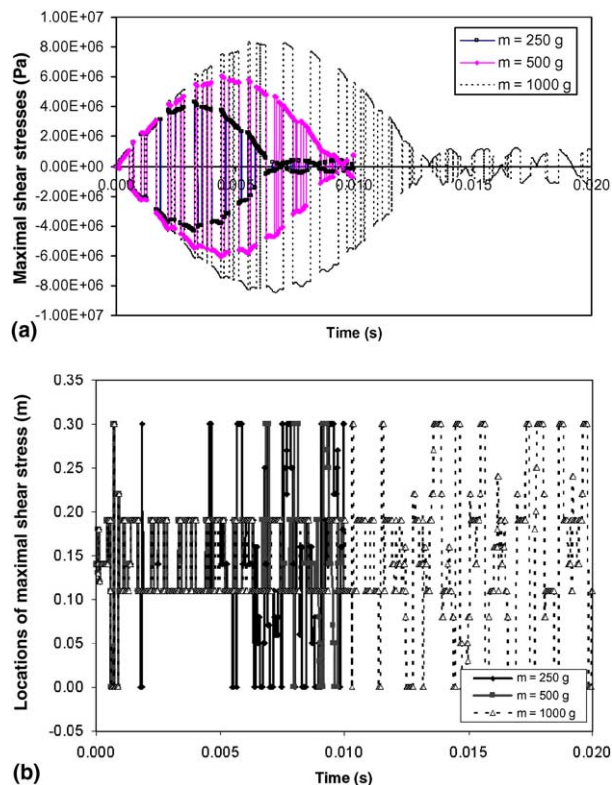 1.00E+07
8.00E+06
6.00E+06
4.00E+06
2.00E+06
0.00E+00
-2.00E+06
-4.00E+06
-6.00E+06
-8.00E+06
-1.00E+07
Maximal shear stresses (Pa)
m = 250 g
m = 500 g
m = 1000 g
0.000
0.005
0.010
0.015
0.020
Time (s)
(a)
0.35
0.30
0.25
0.20
0.15
0.10
0.05
0.00
-0.05
Locations of maximal shear stress (m)
m = 250 g
m = 500 g
m = 1000 g
0.000
0.005
0.010
0.015
0.020
Time (s)
(b)